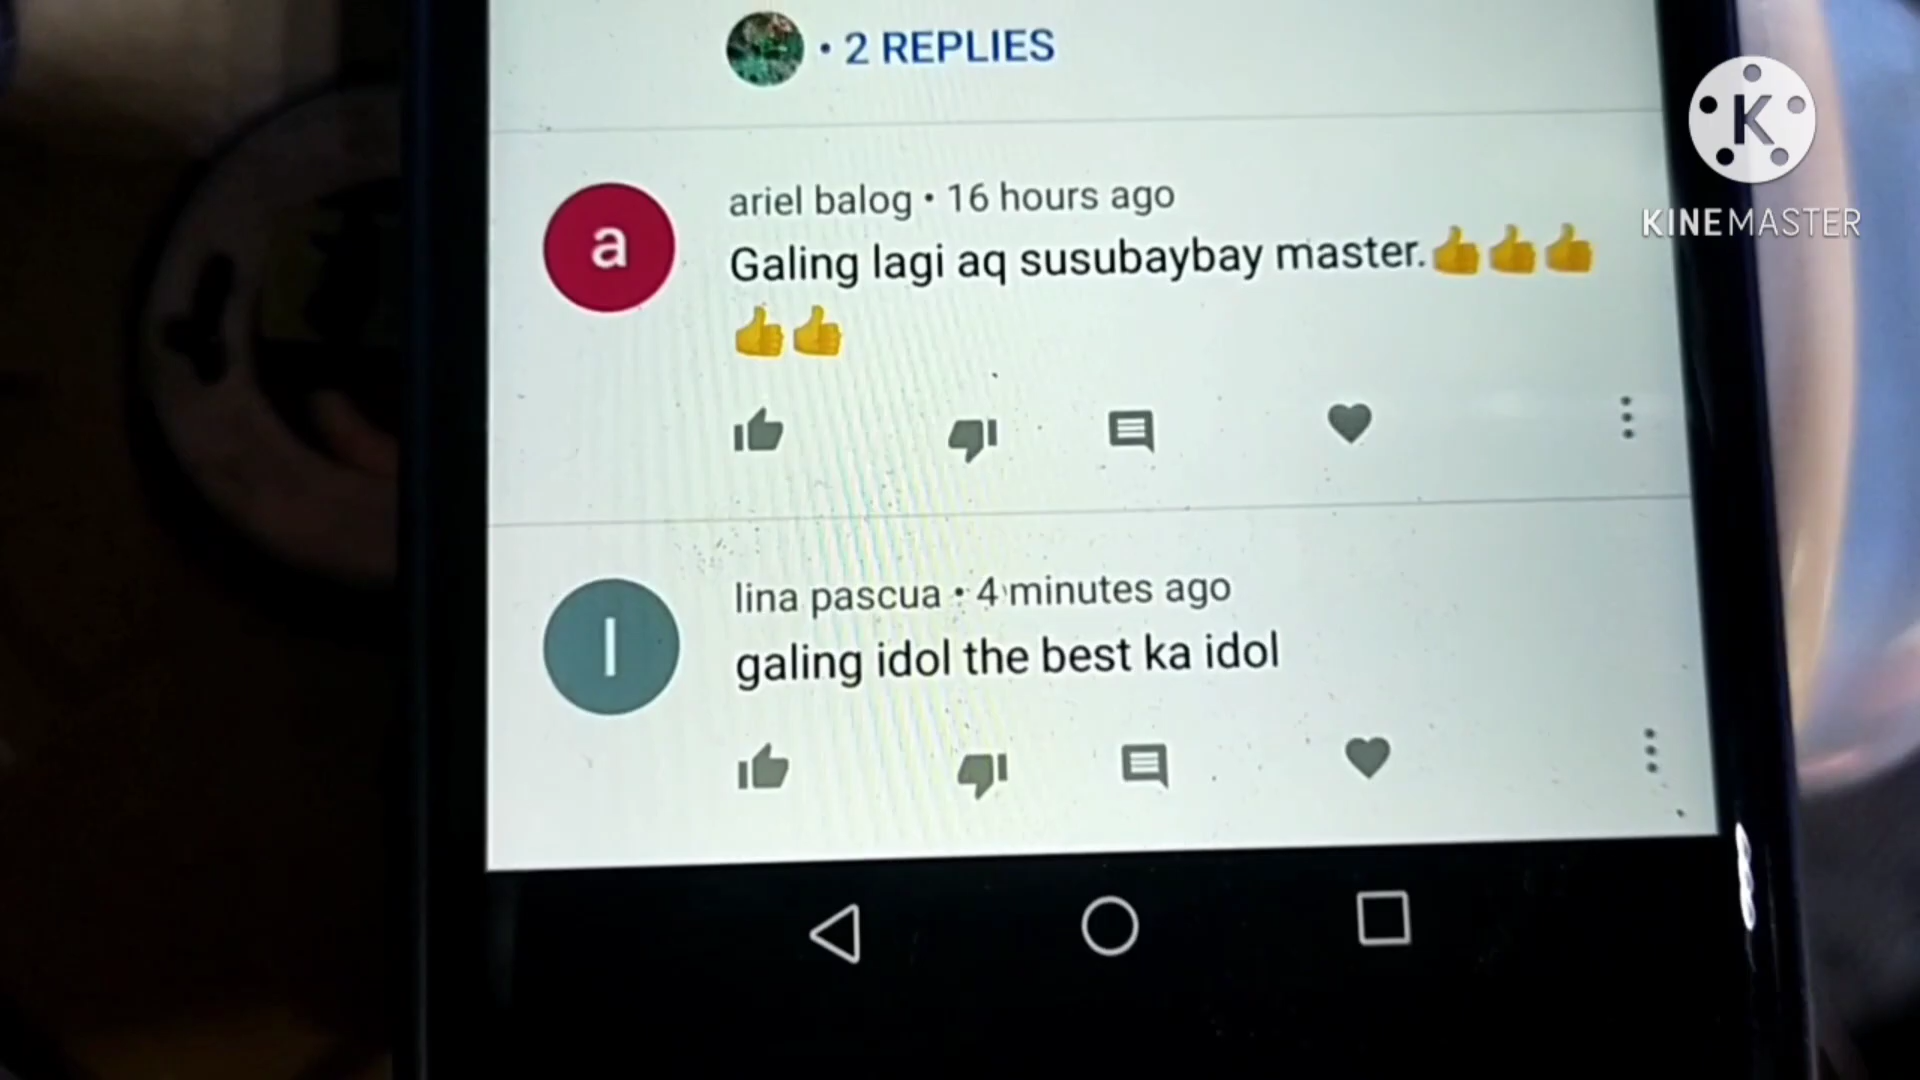 • 2 REPLIES
K
KINEMASTER
a
ariel balog • 16 hours ago
Galing lagi aq susubaybay master.👍👍👍
👍👍
l
lina pascua • 4 minutes ago
galing idol the best ka idol